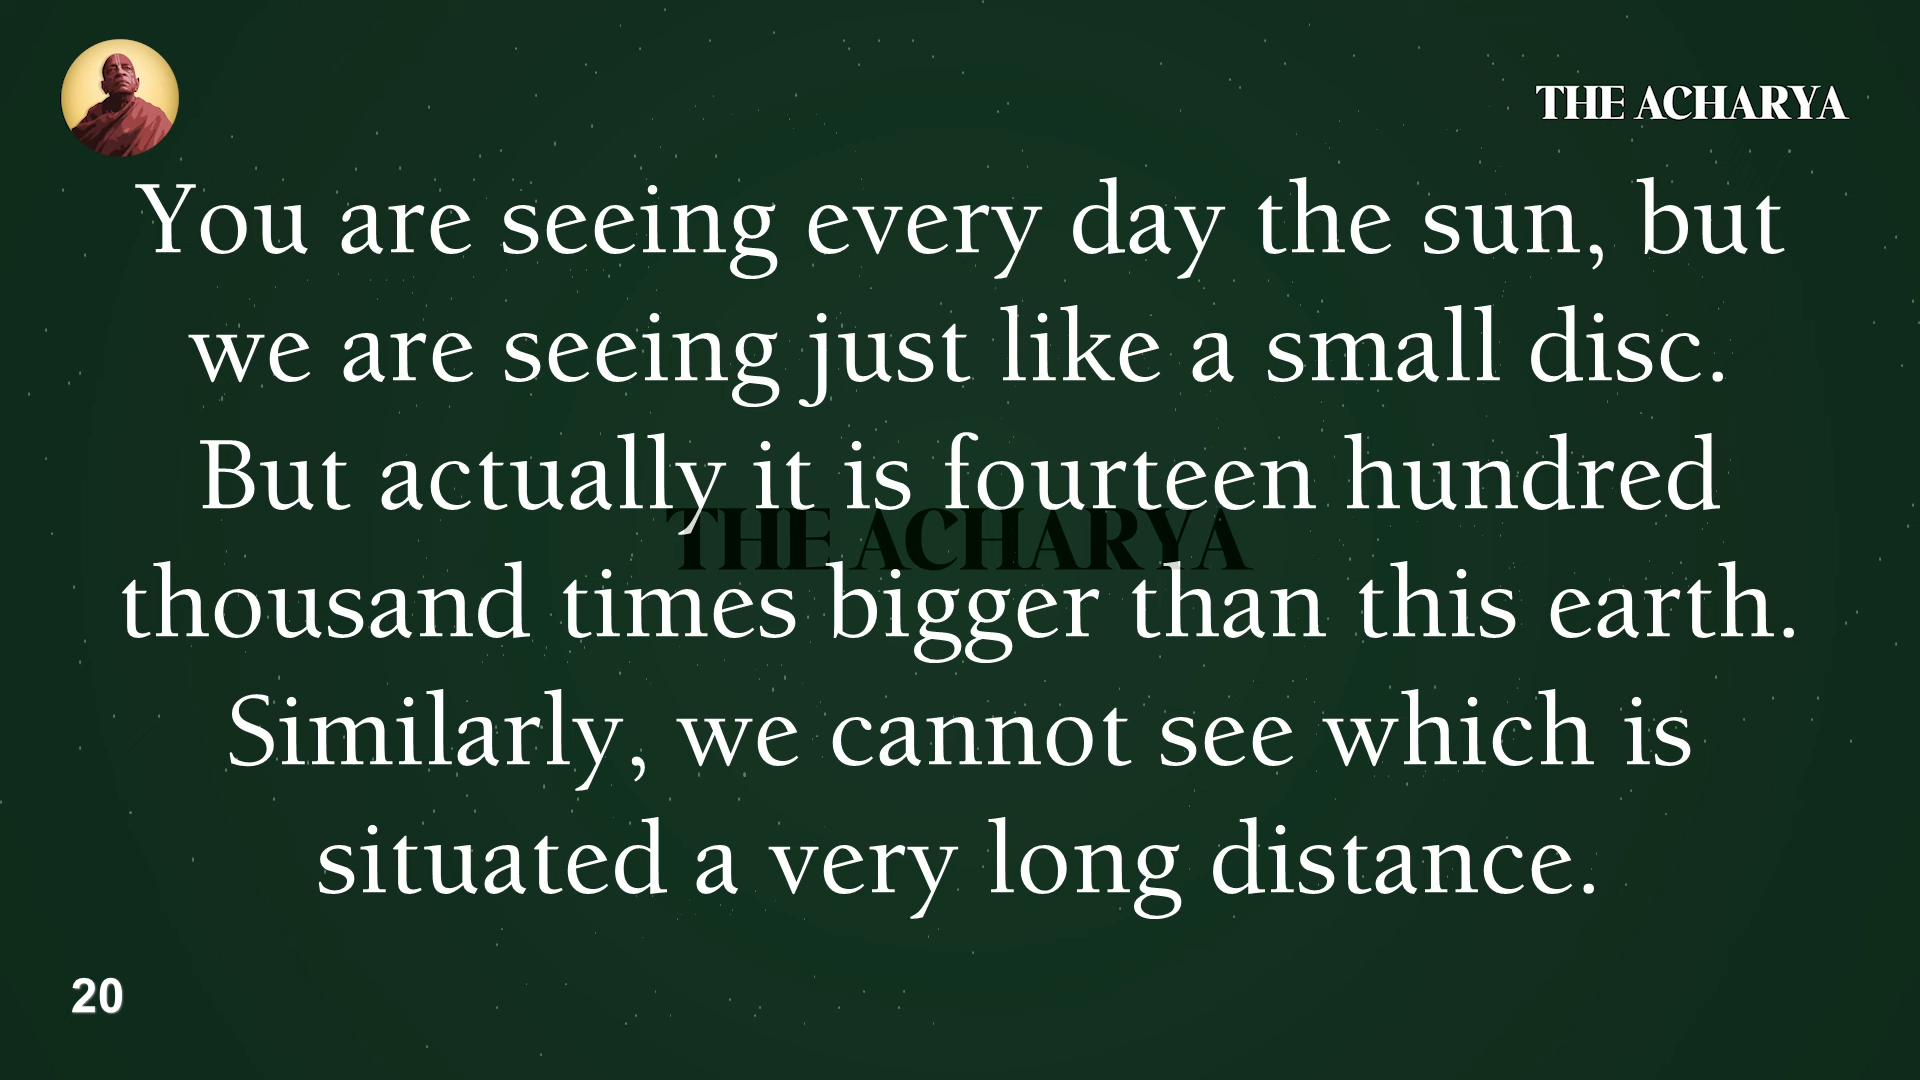 THE ACHARYA
You are seeing every day the sun, but
we are seeing just like a small disc.
But actually it is fourteen hundred
THE ACHARYA
thousand times bigger than this earth.
Similarly, we cannot see which is
situated a very long distance.
20